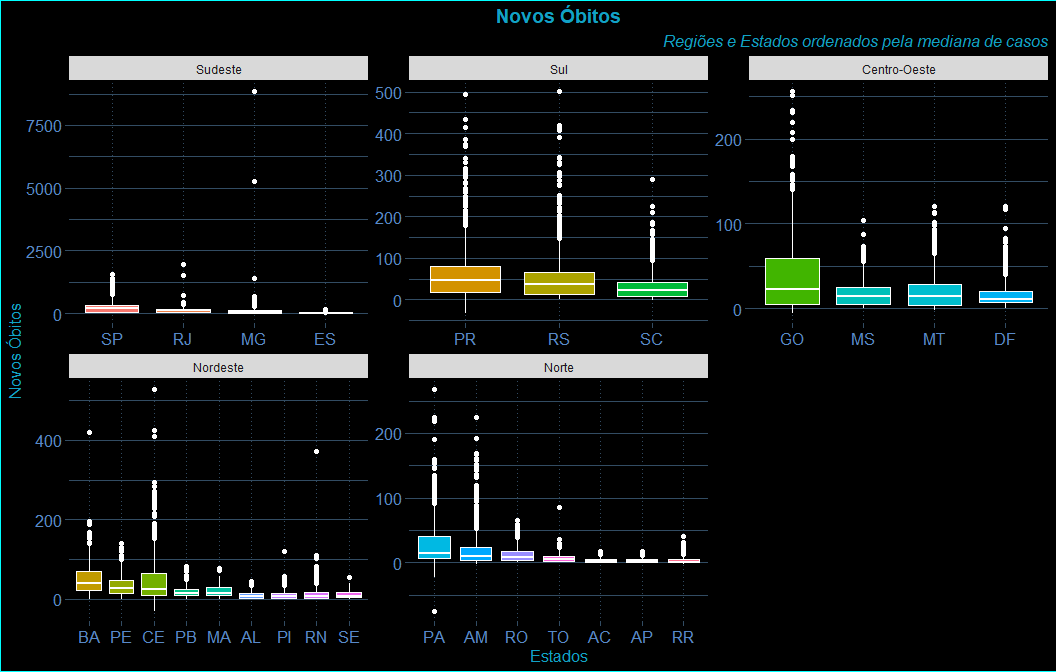 Novos Óbitos
Regiões e Estados ordenados pela mediana de casos
Sudeste
Sul
Centro-Oeste
7500
5000
2500
0
SP RJ MG ES
500
400
300
200
100
0
PR RS SC
200
100
0
GO MS MT DF
Novos Óbitos
Nordeste
Norte
400
200
0
BA PE CE PB MA AL PI RN SE
200
100
0
PA AM RO TO AC AP RR
Estados